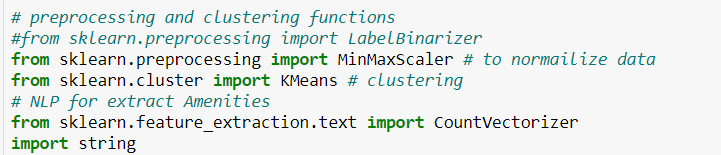 # preprocessing and clustering functions
#from sklearn.preprocessing import LabelBinarizer
from sklearn.preprocessing import MinMaxScaler # to normailize data
from sklearn.cluster import KMeans # clustering
# NLP for extract Amenities
from sklearn.feature_extraction.text import CountVectorizer
import string